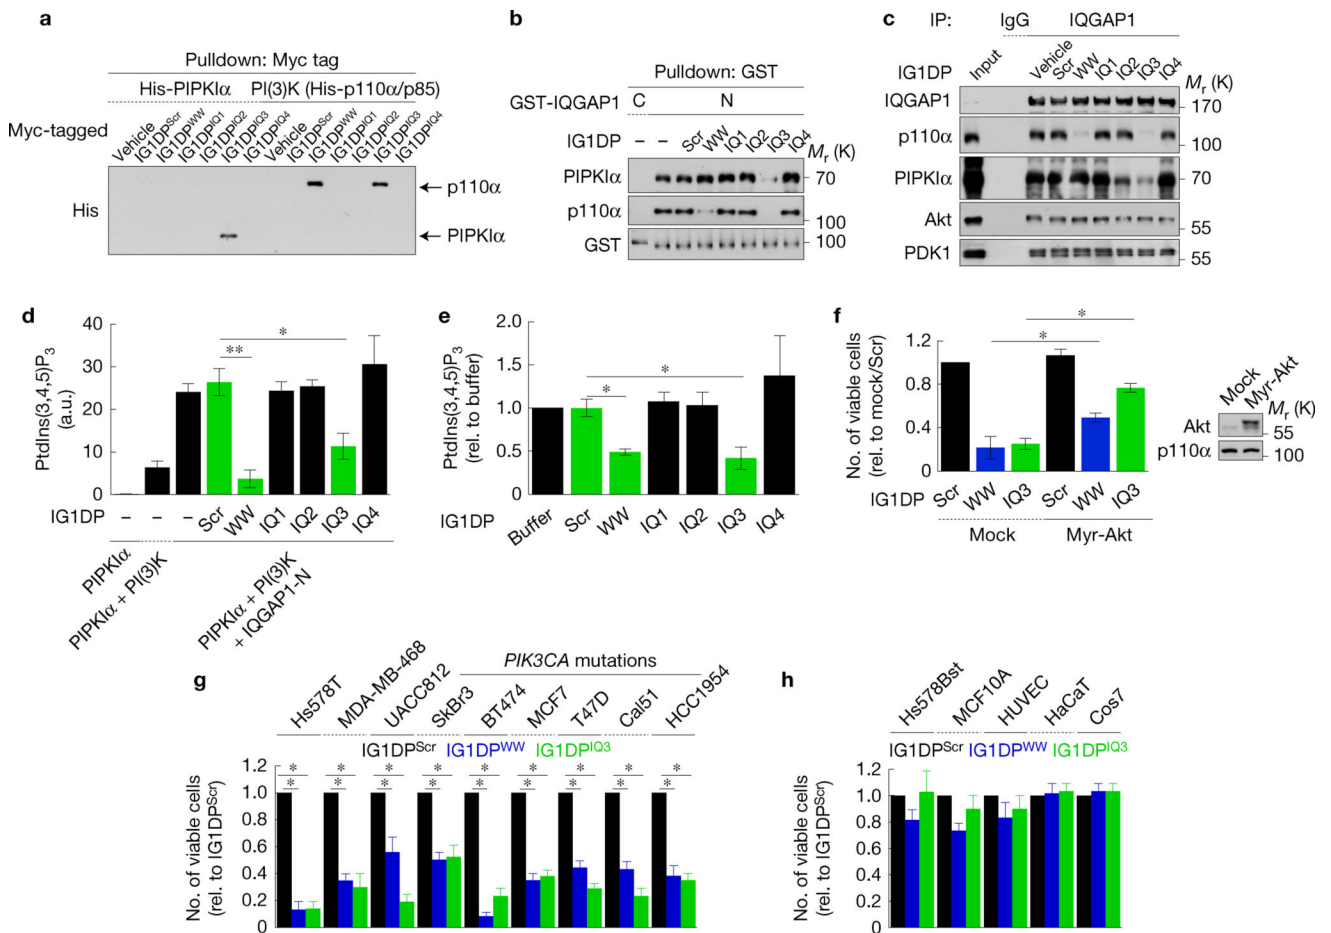 a
Pulldown: Myc tag
His-PIPKIα PI(3)K (His-p110α/p85)
Myc-tagged
Vehicle IG1DPScr IG1DPWW IG1DPIQ1 IG1DPIQ2 IG1DPIQ3 IG1DPIQ4 Vehicle IG1DPScr IG1DPWW IG1DPIQ1 IG1DPIQ2 IG1DPIQ3 IG1DPIQ4
His
p110α
PIPKIα
b
Pulldown: GST
GST-IQGAP1 C N
IG1DP – – Scr WW IQ1 IQ2 IQ3 IQ4 Mr (K)
PIPKIα 70
p110α 100
GST 100
c
IP: IgG IQGAP1
IG1DP Input Vehicle Scr WW IQ1 IQ2 IQ3 IQ4 Mr (K)
IQGAP1 170
p110α 100
PIPKIα 70
Akt 55
PDK1 55
d
PtdIns(3,4,5)P3
(a.u.)
40
30
20
10
0
*
**
IG1DP – – – Scr WW IQ1 IQ2 IQ3 IQ4
PIPKIα
PIPKIα + PI(3)K
PIPKIα + PI(3)K
+ IQGAP1-N
e
PtdIns(3,4,5)P3
(rel. to buffer)
2.0
1.5
1.0
0.5
0
*
*
IG1DP Buffer Scr WW IQ1 IQ2 IQ3 IQ4
f
No. of viable cells
(rel. to mock/Scr)
1.2
0.8
0.4
0
*
*
IG1DP Scr WW IQ3 Scr WW IQ3
Mock Myr-Akt
Mock Myr-Akt Mr (K)
Akt 55
p110α 100
g
PIK3CA mutations
Hs578T MDA-MB-468 UACC812 SkBr3 BT474 MCF7 T47D Cal51 HCC1954
IG1DPScr IG1DPWW IG1DPIQ3
No. of viable cells
(rel. to IG1DPScr)
1.2
1.0
0.8
0.6
0.4
0.2
0
* * * * * * * * *
* * * * * * * * *
h
Hs578Bst MCF10A HUVEC HaCaT Cos7
IG1DPScr IG1DPWW IG1DPIQ3
No. of viable cells
(rel. to IG1DPScr)
1.2
1.0
0.8
0.6
0.4
0.2
0